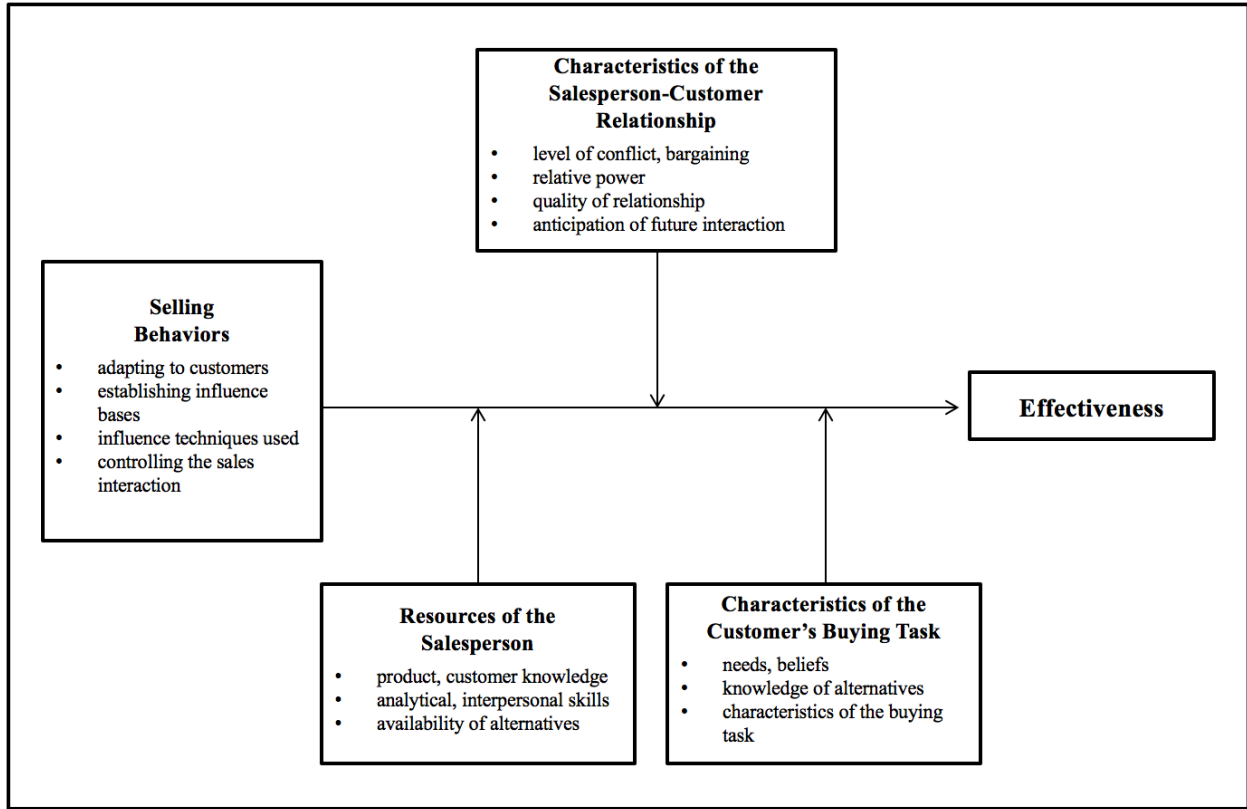 Characteristics of the
Salesperson-Customer
Relationship
• level of conflict, bargaining
• relative power
• quality of relationship
• anticipation of future interaction
Selling
Behaviors
• adapting to customers
• establishing influence
bases
• influence techniques used
• controlling the sales
interaction
Effectiveness
Resources of the
Salesperson
• product, customer knowledge
• analytical, interpersonal skills
• availability of alternatives
Characteristics of the
Customer’s Buying Task
• needs, beliefs
• knowledge of alternatives
• characteristics of the buying
task